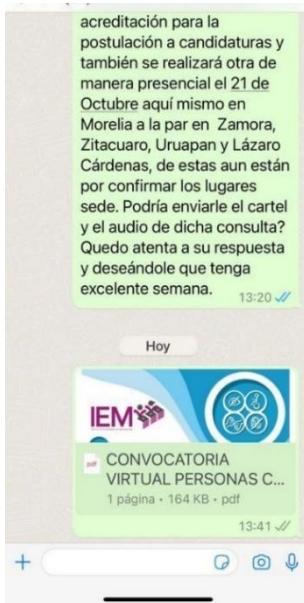 acreditación para la
postulación a candidaturas y
también se realizará otra de
manera presencial el 21 de
Octubre aquí mismo en
Morelia a la par en Zamora,
Zitacuaro, Uruapan y Lázaro
Cárdenas, de estas aun están
por confirmar los lugares
sede. Podría enviarle el cartel
y el audio de dicha consulta?
Quedo atenta a su respuesta
y deseándole que tenga
excelente semana.
13:20
Hoy
IEM
pdf
CONVOCATORIA
VIRTUAL PERSONAS C...
1 página • 164 KB • pdf
13:41